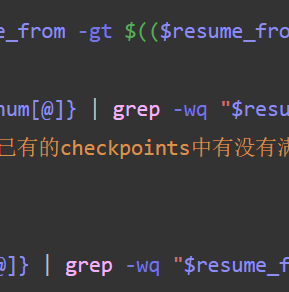 e_from -gt $(($resume_fro
num[@]} | grep -wq "$resu
已有的checkpoints中有没有满
@]} | grep -wq "$resume_f